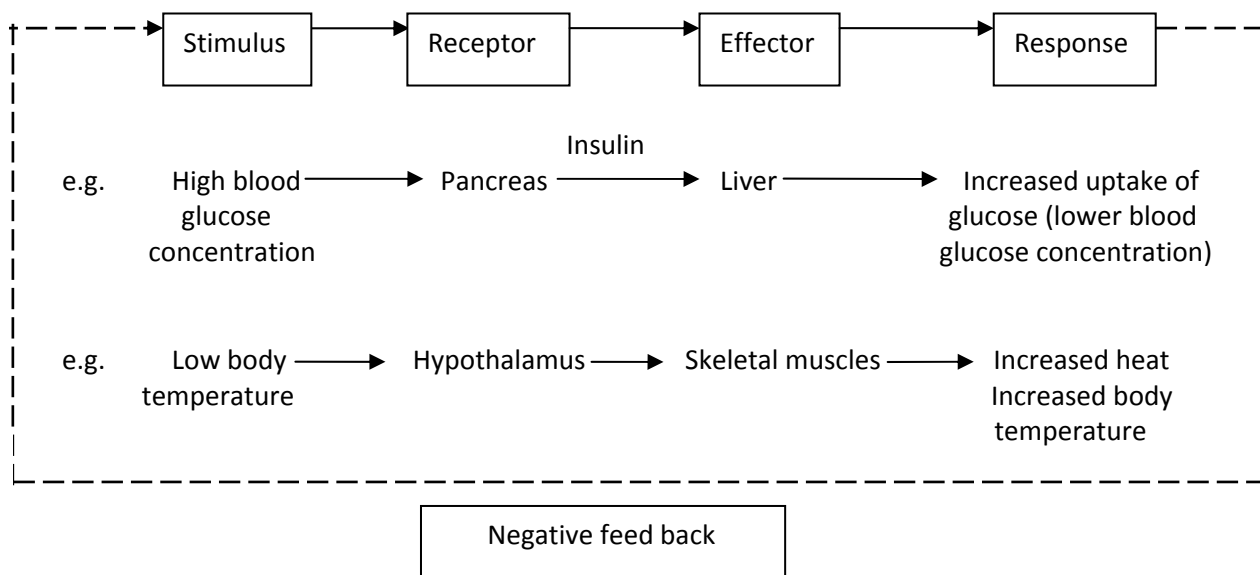 Stimulus Receptor Effector Response
Insulin
e.g. High blood glucose concentration Pancreas Liver Increased uptake of glucose (lower blood glucose concentration)
e.g. Low body temperature Hypothalamus Skeletal muscles Increased heat Increased body temperature
Negative feed back